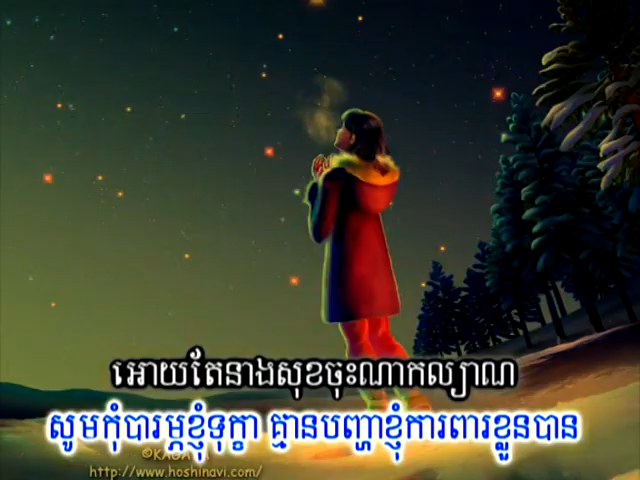 អោយតែនាងសុខចុះណាកល្យាណ
សូមកុំបារម្ភខ្ញុំទុក្ខា គ្មានបញ្ហាខ្ញុំការពារខ្លួនបាន
©KAGAYA
http://www.hoshinavi.com/